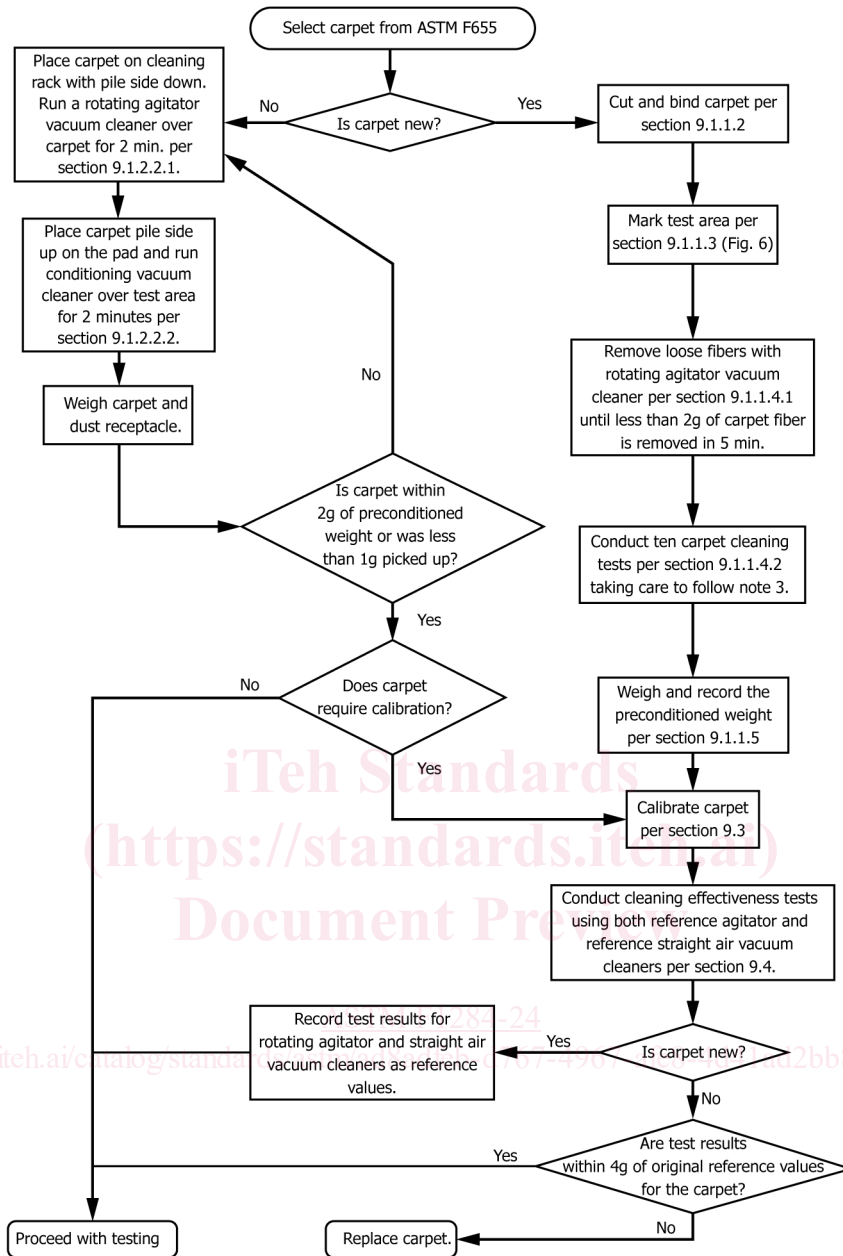 Select carpet from ASTM F655
Place carpet on cleaning
rack with pile side down.
Run a rotating agitator
vacuum cleaner over
carpet for 2 min. per
section 9.1.2.2.1.
No
Is carpet new?
Yes
Cut and bind carpet per
section 9.1.1.2
Mark test area per
section 9.1.1.3 (Fig. 6)
Place carpet pile side
up on the pad and run
conditioning vacuum
cleaner over test area
for 2 minutes per
section 9.1.2.2.2.
Remove loose fibers with
rotating agitator vacuum
cleaner per section 9.1.1.4.1
until less than 2g of carpet fiber
is removed in 5 min.
No
Weigh carpet and
dust receptacle.
Is carpet within
2g of preconditioned
weight or was less
than 1g picked up?
Conduct ten carpet cleaning
tests per section 9.1.1.4.2
taking care to follow note 3.
Yes
No
Does carpet
require calibration?
Weigh and record the
preconditioned weight
per section 9.1.1.5
Yes
iTeh Standards
Calibrate carpet
per section 9.3
(https://standards.iteh.ai)
Document Preview
Conduct cleaning effectiveness tests
using both reference agitator and
reference straight air vacuum
cleaners per section 9.4.
Record test results for
rotating agitator and straight air
vacuum cleaners as reference
values.
Yes
Is carpet new?
No
Are test results
within 4g of original reference values
for the carpet?
Yes
No
Proceed with testing
Replace carpet.